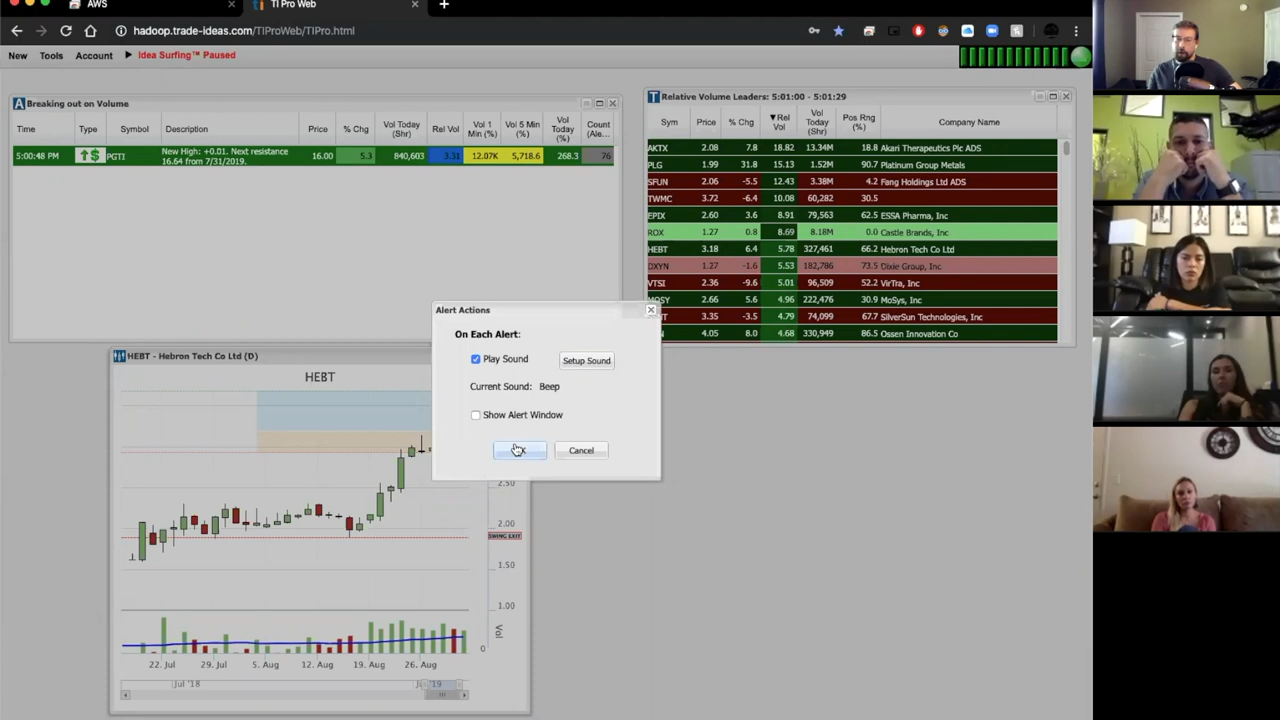 AWS
TI Pro Web
hadoop.trade-ideas.com/TIProWeb/TIPro.html
New Tools Account Idea Surfing™ Paused
Breaking out on Volume
Time Type Symbol Description Price % Chg Vol Today (Shr) Rel Vol Vol 1 Min (%) Vol 5 Min (%) Vol Today (%) Count (Ale...
5:00:48 PM PGTI New High: +0.01. Next resistance 16.64 from 7/31/2019. 16.00 5.3 840,603 3.31 12.07K 5,718.6 268.3 76
Relative Volume Leaders: 5:01:00 - 5:01:29
Sym Price % Chg ▼Rel Vol Vol Today (Shr) Pos Rng (%) Company Name
AKTX 2.08 7.8 18.82 13.34M 18.8 Akari Therapeutics Plc ADS
PLG 1.99 31.8 15.13 1.52M 90.7 Platinum Group Metals
SFUN 2.06 -5.5 12.43 3.38M 4.2 Fang Holdings Ltd ADS
TWMC 3.72 -6.4 10.08 60,282 30.5
EPIX 2.60 3.6 8.91 79,563 62.5 ESSA Pharma, Inc
ROX 1.27 0.8 8.69 8.18M 0.0 Castle Brands, Inc
HEBT 3.18 6.4 5.78 327,461 66.2 Hebron Tech Co Ltd
DXYN 1.27 -1.6 5.53 182,786 73.5 Dixie Group, Inc
VTSI 2.36 -9.6 5.01 96,509 52.2 VirTra, Inc
MOSY 2.66 5.6 4.96 222,476 30.9 MoSys, Inc
3.35 -3.5 4.79 74,099 67.7 SilverSun Technologies, Inc
4.05 8.0 4.68 330,949 86.5 Ossen Innovation Co
Alert Actions
On Each Alert:
Play Sound Setup Sound
Current Sound: Beep
Show Alert Window
Cancel
HEBT - Hebron Tech Co Ltd (D)
HEBT
2.50
2.00
SWING EXIT
1.50
1.00
Vol
0
22. Jul 29. Jul 5. Aug 12. Aug 19. Aug 26. Aug
Jul '18